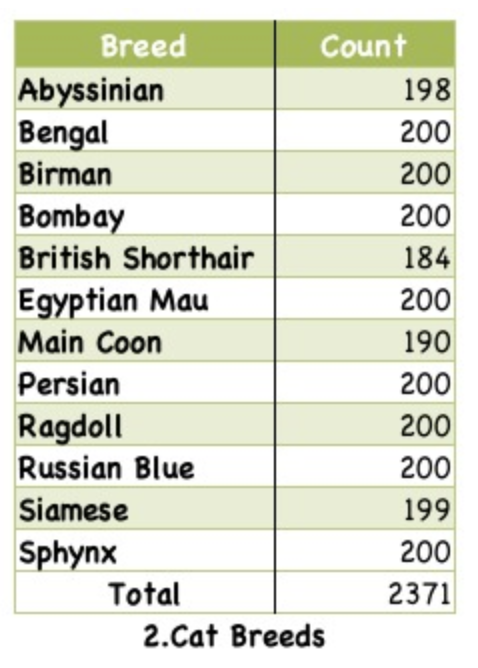 Breed Count
Abyssinian 198
Bengal 200
Birman 200
Bombay 200
British Shorthair 184
Egyptian Mau 200
Main Coon 190
Persian 200
Ragdoll 200
Russian Blue 200
Siamese 199
Sphynx 200
Total 2371
2.Cat Breeds